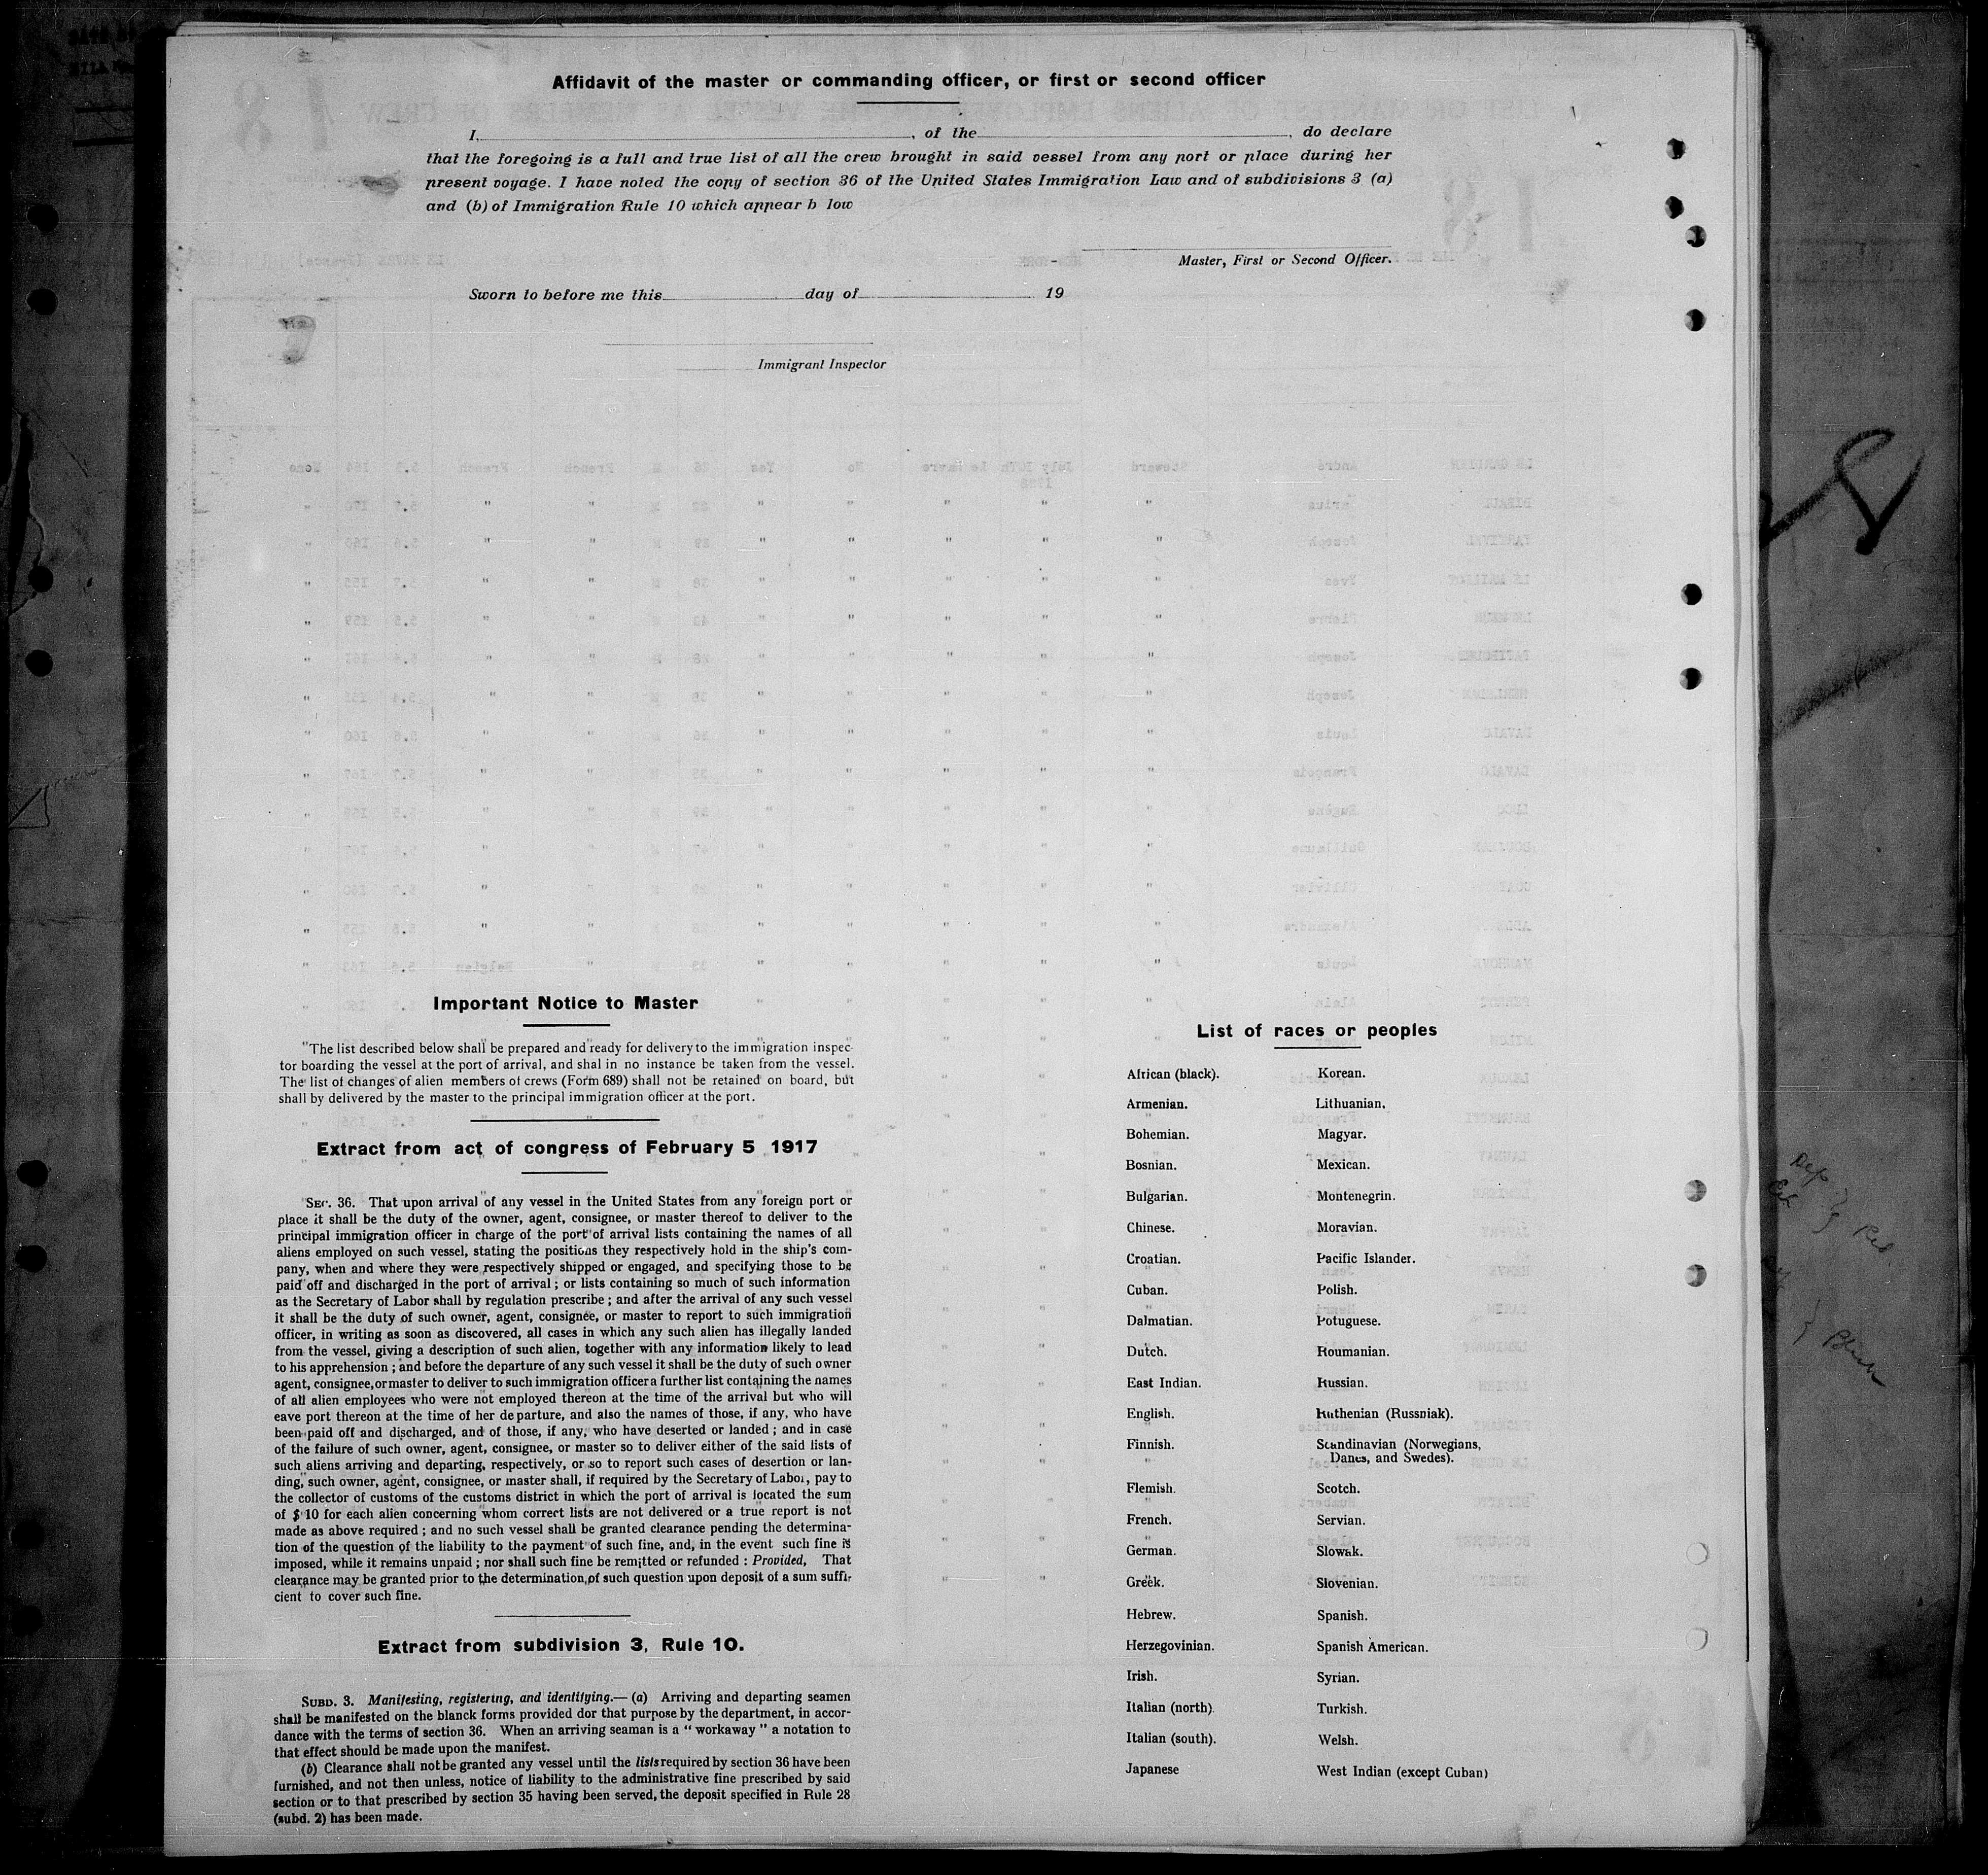 Affidavit of the master or commanding officer, or first or second officer
I, , of the , do declare
that the foregoing is a full and true list of all the crew brought in said vessel from any port or place during her
present voyage. I have noted the copy of section 36 of the United States Immigration Law and of subdivisions 3 (a)
and (b) of Immigration Rule 10 which appear b low
Master, First or Second Officer.
Sworn to before me this day of 19
Immigrant Inspector
Important Notice to Master
"The list described below shall be prepared and ready for delivery to the immigration inspec-
tor boarding the vessel at the port of arrival, and shal in no instance be taken from the vessel.
The list of changes of alien members of crews (Form 689) shall not be retained on board, but
shall by delivered by the master to the principal immigration officer at the port.
Extract from act of congress of February 5 1917
SEC. 36. That upon arrival of any vessel in the United States from any foreign port or
place it shall be the duty of the owner, agent, consignee, or master thereof to deliver to the
principal immigration officer in charge of the port of arrival lists containing the names of all
aliens employed on such vessel, stating the positions they respectively hold in the ship's com-
pany, when and where they were respectively shipped or engaged, and specifying those to be
paid off and discharged in the port of arrival; or lists containing so much of such information
as the Secretary of Labor shall by regulation prescribe; and after the arrival of any such vessel
it shall be the duty of such owner, agent, consignee, or master to report to such immigration
officer, in writing as soon as discovered, all cases in which any such alien has illegally landed
from the vessel, giving a description of such alien, together with any information likely to lead
to his apprehension; and before the departure of any such vessel it shall be the duty of such owner
agent, consignee, or master to deliver to such immigration officer a further list containing the names
of all alien employees who were not employed thereon at the time of the arrival but who will
eave port thereon at the time of her departure, and also the names of those, if any, who have
been paid off and discharged, and of those, if any, who have deserted or landed; and in case
of the failure of such owner, agent, consignee, or master so to deliver either of the said lists of
such aliens arriving and departing, respectively, or so to report such cases of desertion or lan-
ding, such owner, agent, consignee, or master shall, if required by the Secretary of Labor, pay to
the collector of customs of the customs district in which the port of arrival is located the sum
of $ 10 for each alien concerning whom correct lists are not delivered or a true report is not
made as above required; and no such vessel shall be granted clearance pending the determina-
tion of the question of the liability to the payment of such fine, and, in the event such fine is
imposed, while it remains unpaid; nor shall such fine be remitted or refunded: Provided, That
clearance may be granted prior to the determination of such question upon deposit of a sum suffi-
cient to cover such fine.
Extract from subdivision 3, Rule 10.
SUBD. 3. Manifesting, registering, and identifying.— (a) Arriving and departing seamen
shall be manifested on the blanck forms provided dor that purpose by the department, in accor-
dance with the terms of section 36. When an arriving seaman is a "workaway" a notation to
that effect should be made upon the manifest.
(b) Clearance shall not be granted any vessel until the lists required by section 36 have been
furnished, and not then unless, notice of liability to the administrative fine prescribed by said
section or to that prescribed by section 35 having been served, the deposit specified in Rule 28
(subd. 2) has been made.
List of races or peoples
African (black).
Armenian.
Bohemian.
Bosnian.
Bulgarian.
Chinese.
Croatian.
Cuban.
Dalmatian.
Dutch.
East Indian.
English.
Finnish.
Flemish.
French.
German.
Greek.
Hebrew.
Herzegovinian.
Irish.
Italian (north)
Italian (south).
Japanese
Korean.
Lithuanian.
Magyar.
Mexican.
Montenegrin.
Moravian.
Pacific Islander.
Polish.
Potuguese.
Roumanian.
Russian.
Ruthenian (Russniak).
Scandinavian (Norwegians,
Danes, and Swedes).
Scotch.
Servian.
Slowak.
Slovenian.
Spanish.
Spanish American.
Syrian.
Turkish.
Welsh.
West Indian (except Cuban)